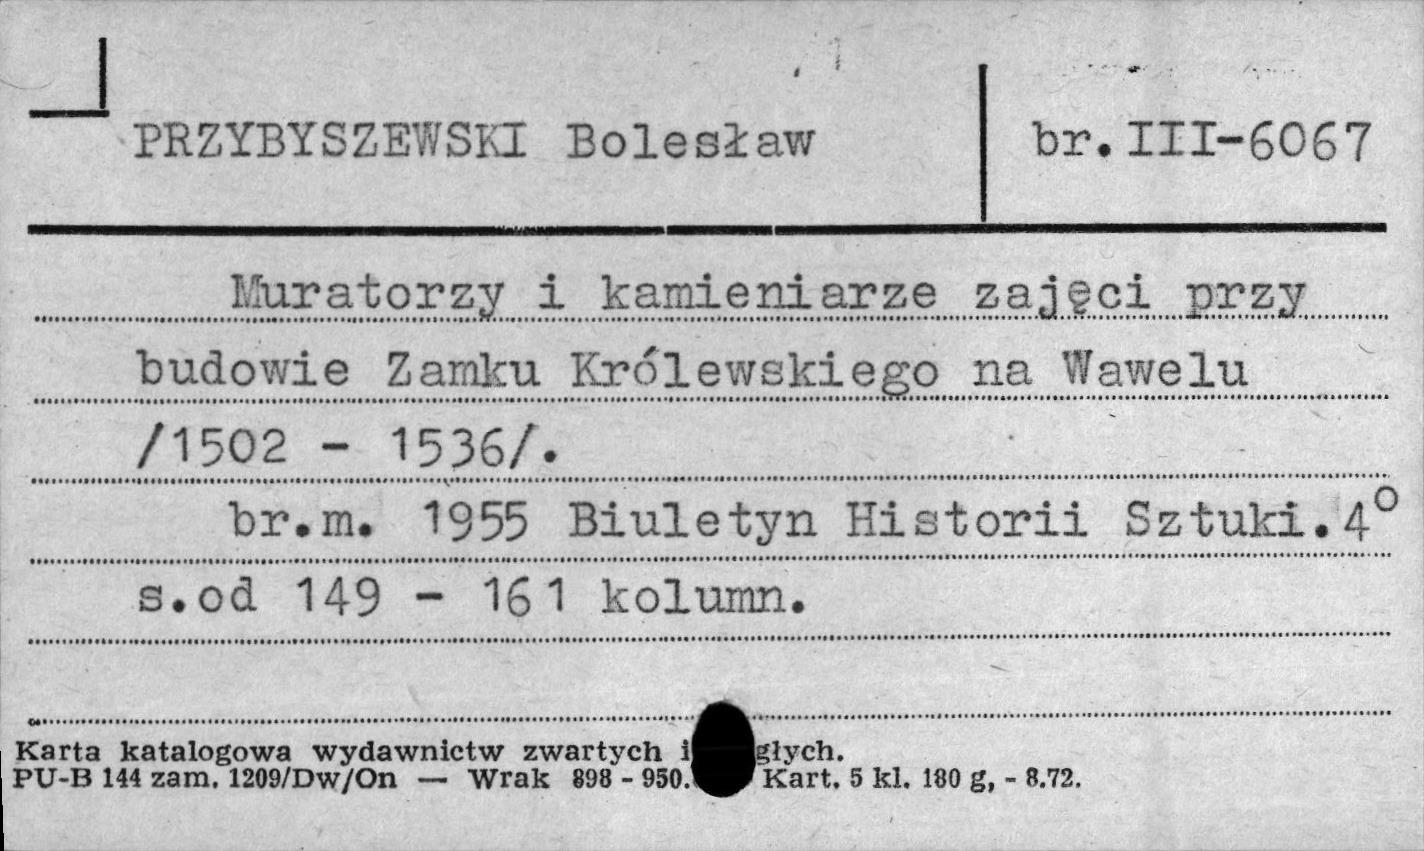 PRZYBYSZEWSKI Bolesław br.III-6067
Muratorzy i kamieniarze zajęci przy
budowie Zamku Królewskiego na Wawelu
/1502 - 1536/.
br.m. 1955 Biuletyn Historii Sztuki.4°
s.od 149 - 161 kolumn.
Karta katalogowa wydawnictw zwartych i głych.
PU-B 144 zam. 1209/Dw/On — Wrak 898 - 950. Kart. 5 kl. 180 g, - 8.72.